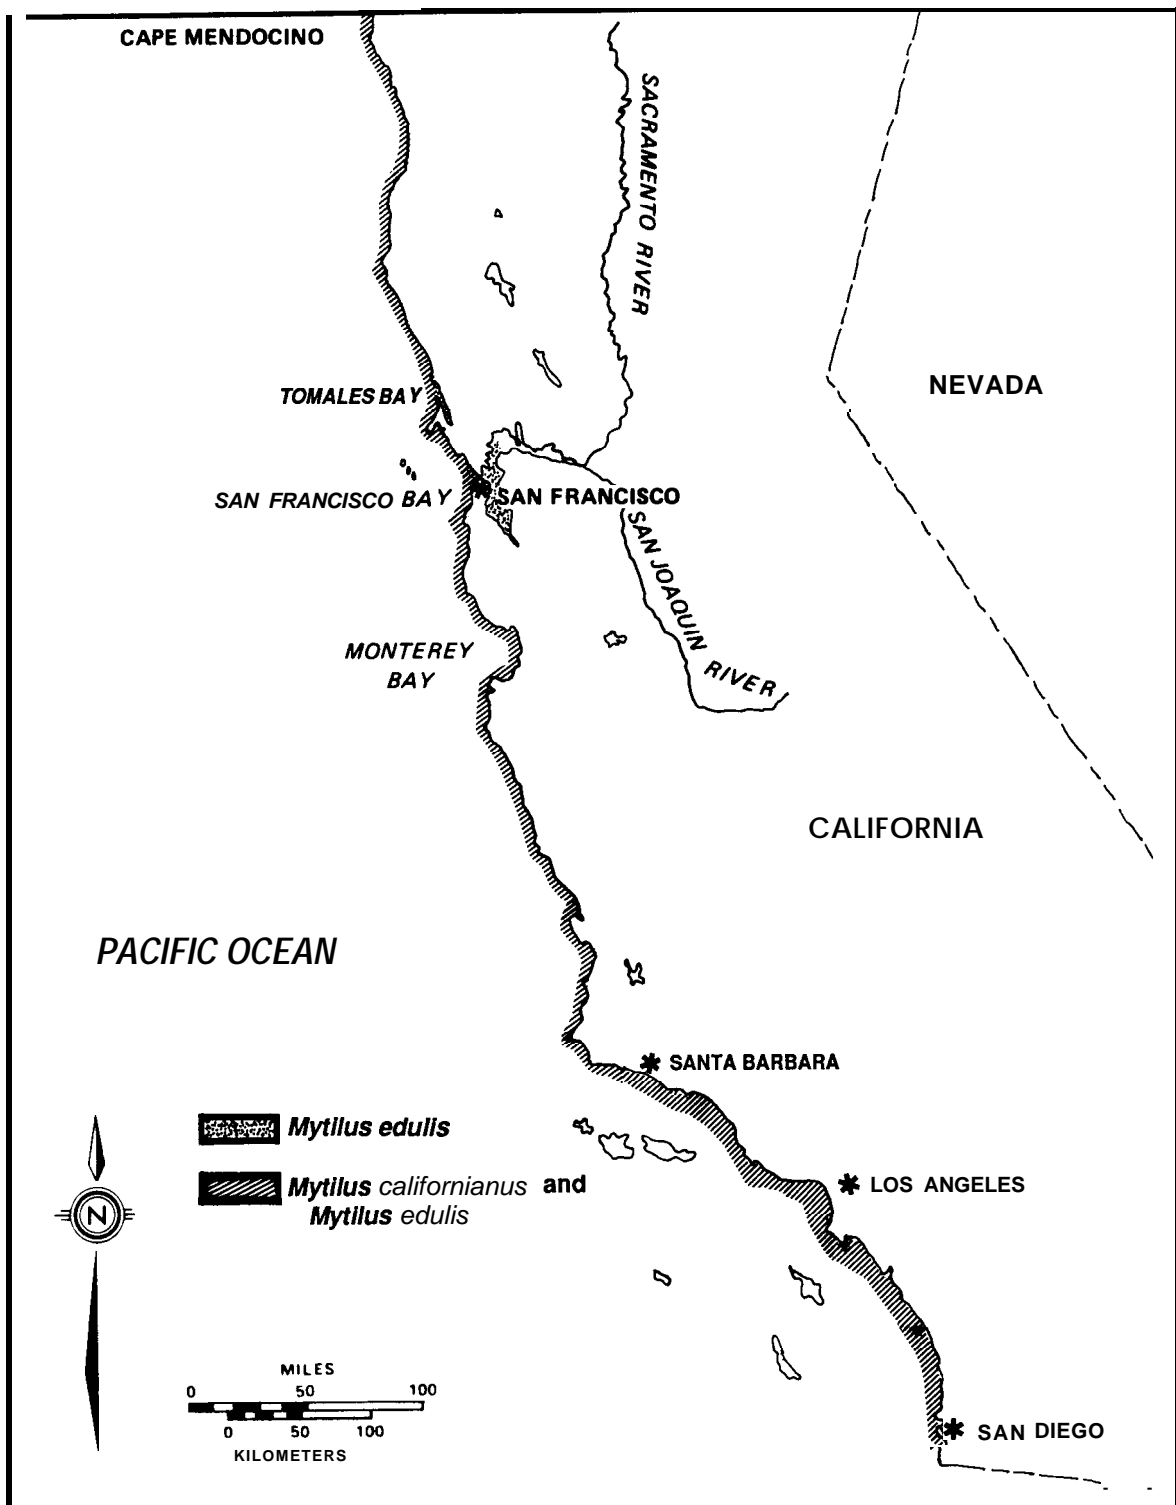 CAPE MENDOCINO
SACRAMENTO RIVER
NEVADA
TOMALES BAY
SAN FRANCISCO BAY
SAN FRANCISCO
SAN JOAQUIN RIVER
MONTEREY
BAY
CALIFORNIA
PACIFIC OCEAN
SANTA BARBARA
Mytilus edulis
Mytilus californianus and
Mytilus edulis
LOS ANGELES
N
MILES
0 50 100
0 50 100
KILOMETERS
SAN DIEGO